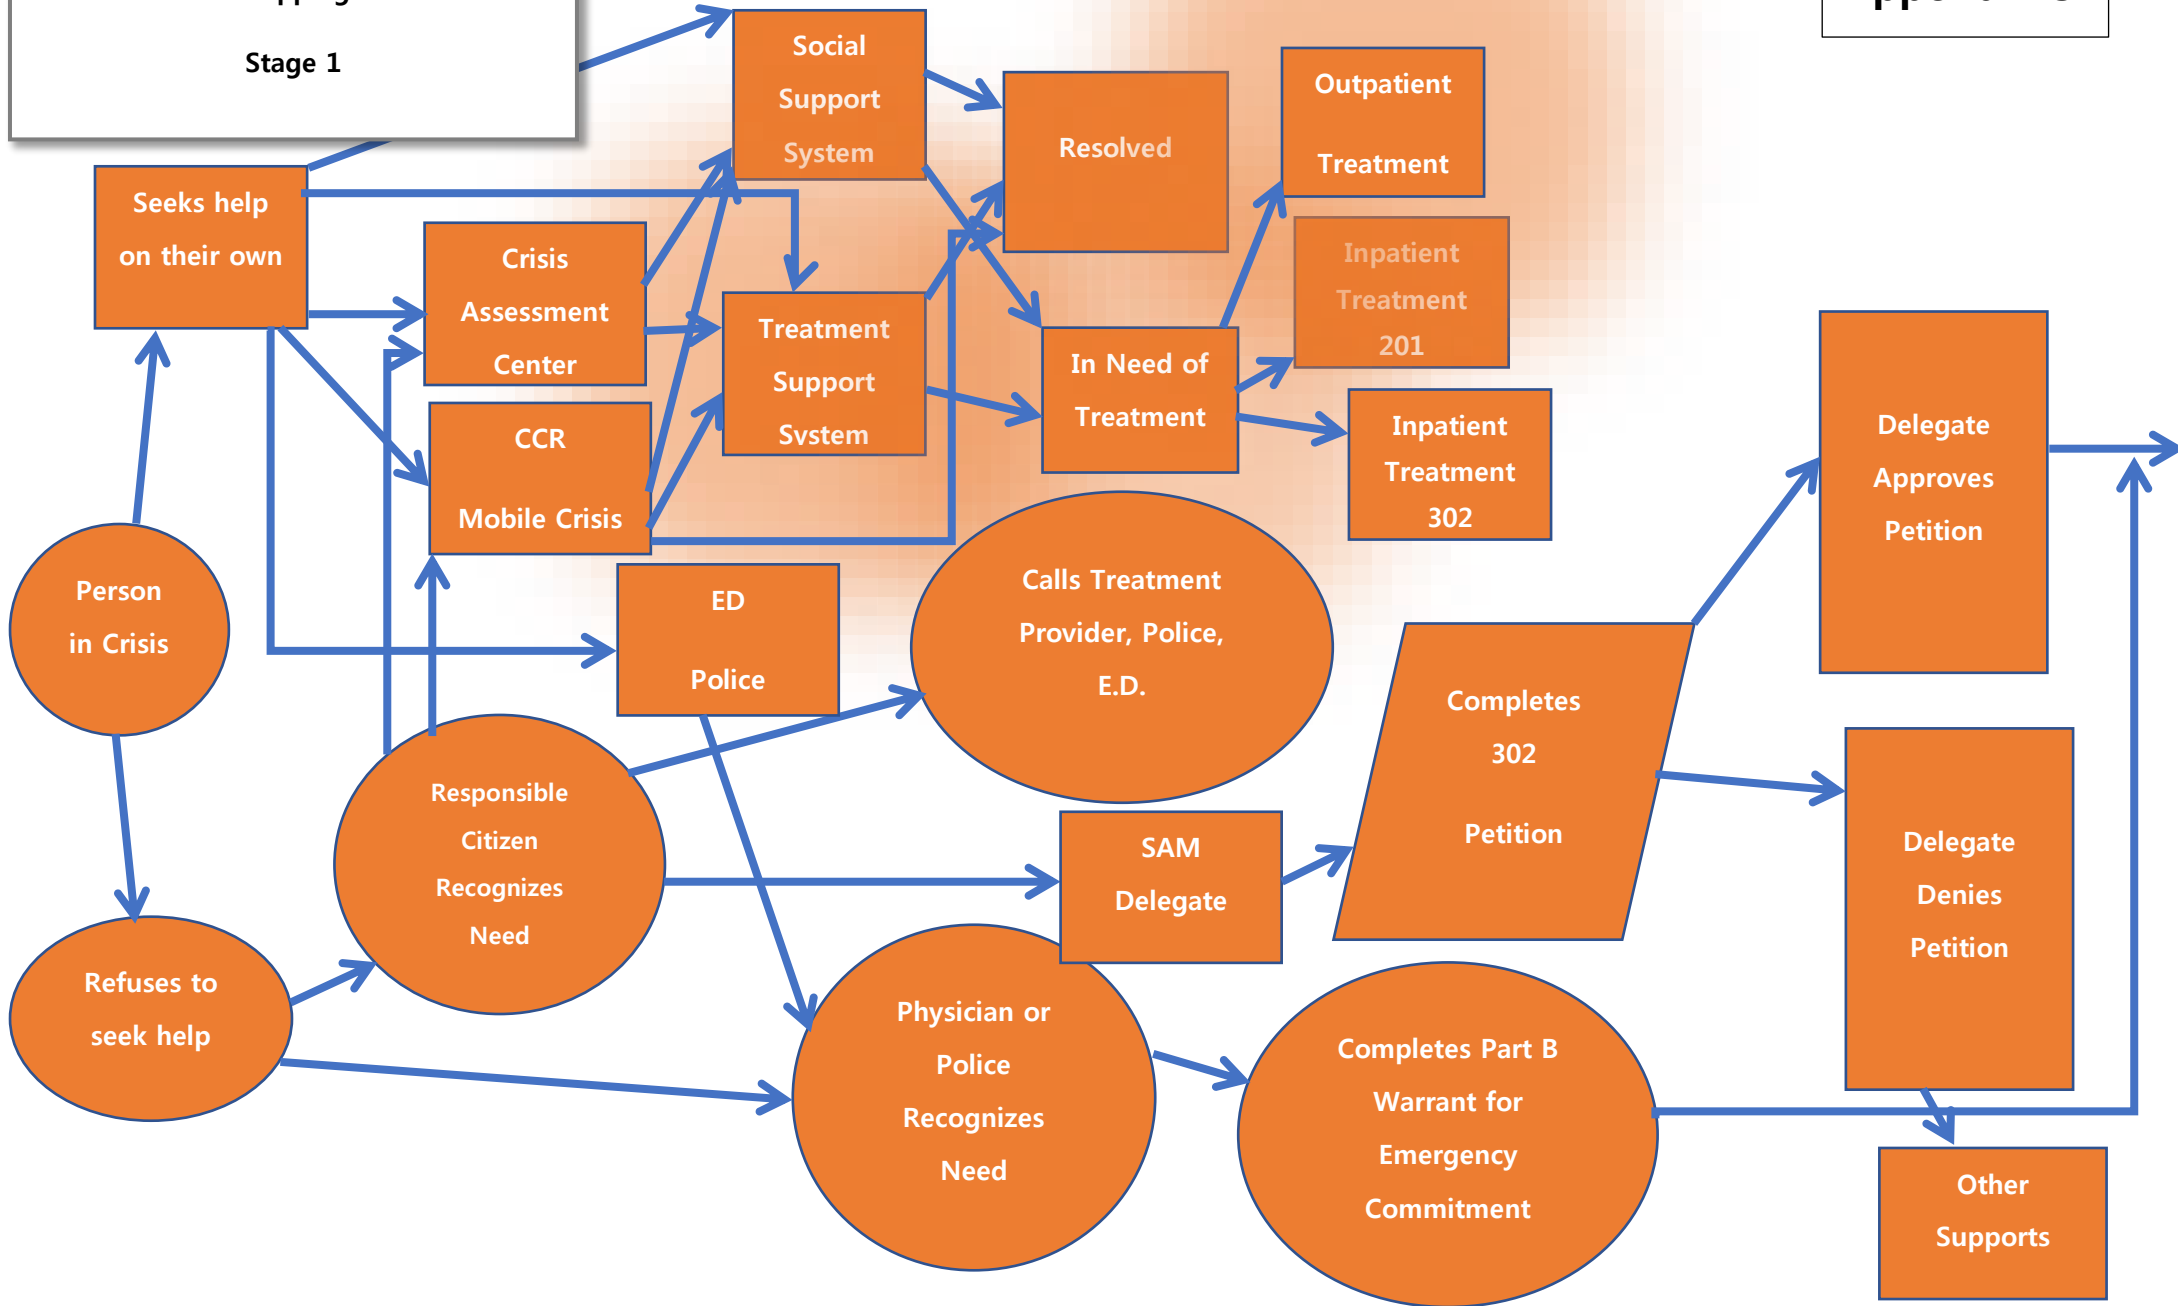 Stage 1
Social
Support
System
Resolved
Outpatient
Treatment
Seeks help
on their own
Crisis
Assessment
Center
Inpatient
Treatment
201
Treatment
Support
System
In Need of
Treatment
CCR
Mobile Crisis
Inpatient
Treatment
302
Delegate
Approves
Petition
Person
in Crisis
ED
Police
Calls Treatment
Provider, Police,
E.D.
Completes
302
Petition
Responsible
Citizen
Recognizes
Need
SAM
Delegate
Delegate
Denies
Petition
Refuses to
seek help
Physician or
Police
Recognizes
Need
Completes Part B
Warrant for
Emergency
Commitment
Other
Supports